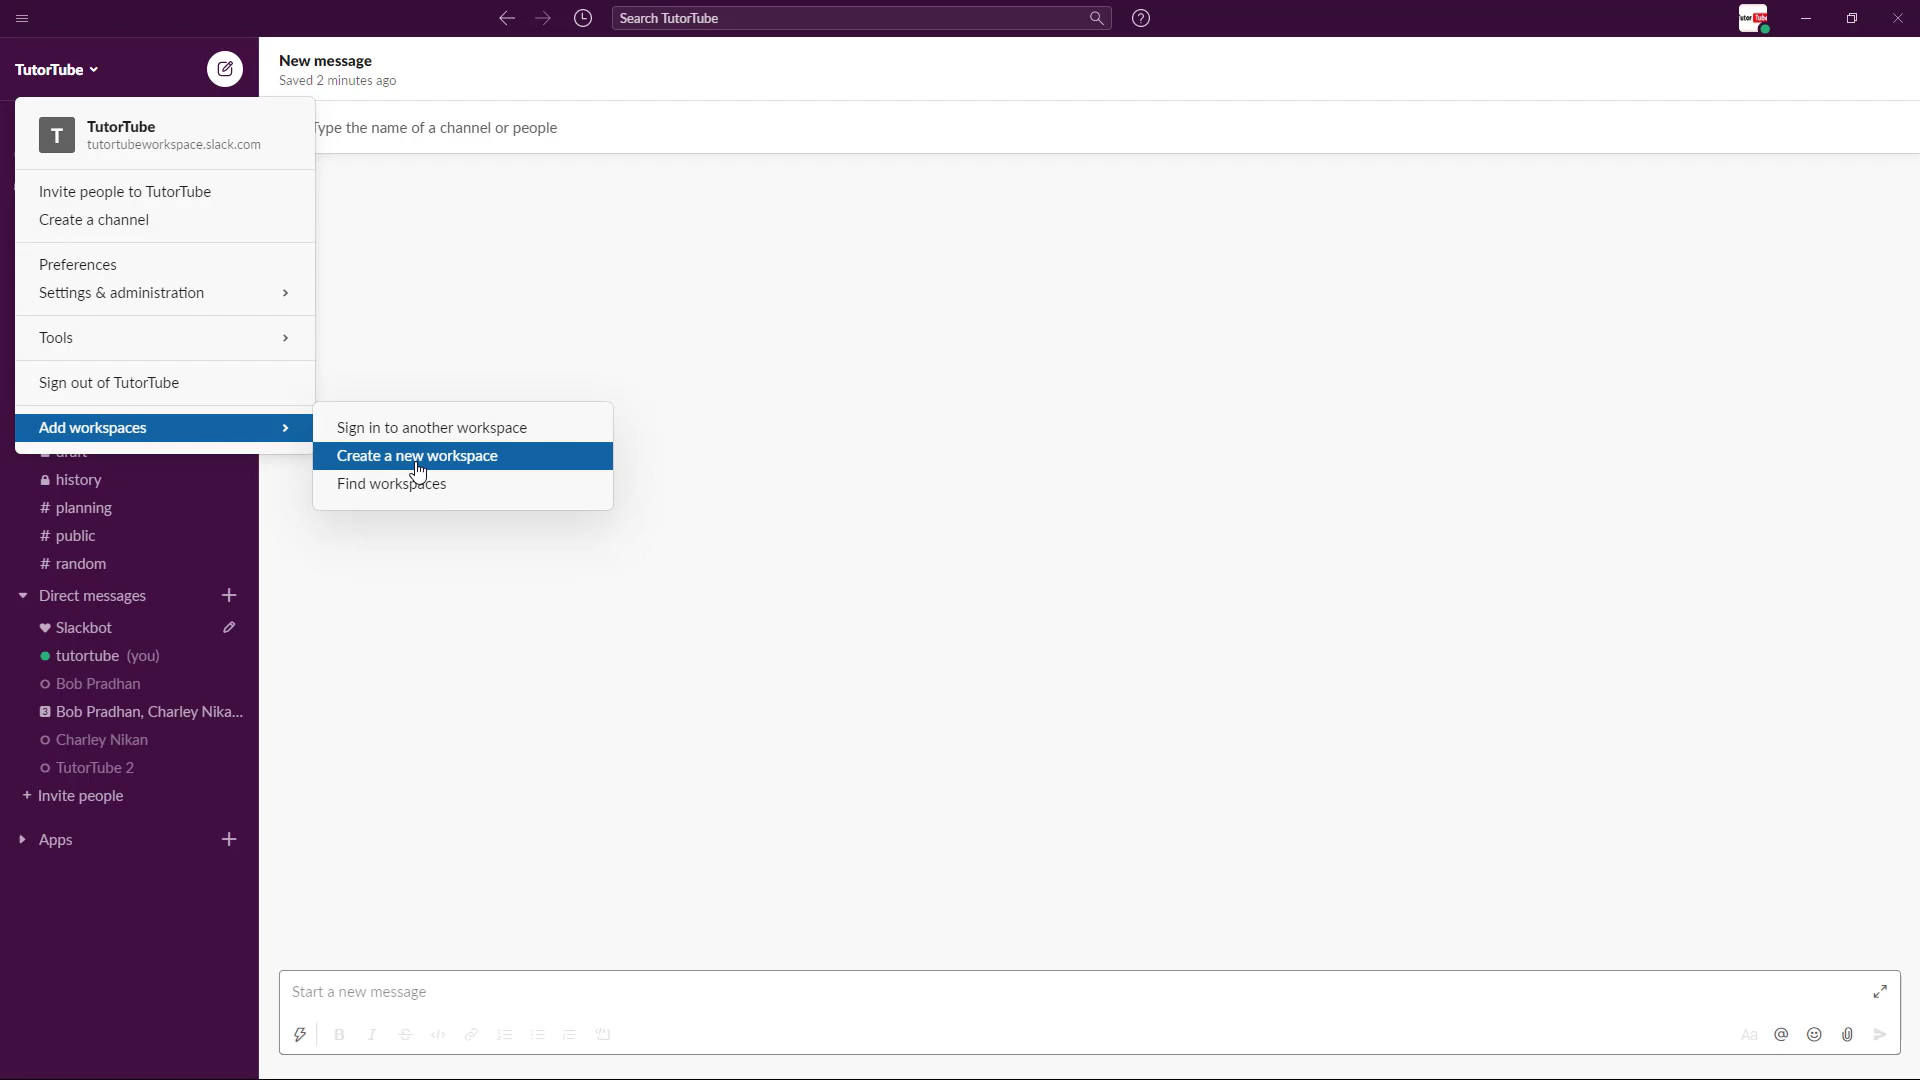 Search TutorTube
TutorTube
New message
Saved 2 minutes ago
T
TutorTube
tutortubeworkspace.slack.com
Type the name of a channel or people
Invite people to TutorTube
Create a channel
Preferences
Settings & administration
Tools
Sign out of TutorTube
Add workspaces
Sign in to another workspace
Create a new workspace
Find workspaces
draft
history
# planning
# public
# random
Direct messages
Slackbot
tutortube (you)
Bob Pradhan
3 Bob Pradhan, Charley Nika...
Charley Nikan
TutorTube 2
+ Invite people
Apps
Start a new message
B I S </>
Aa @